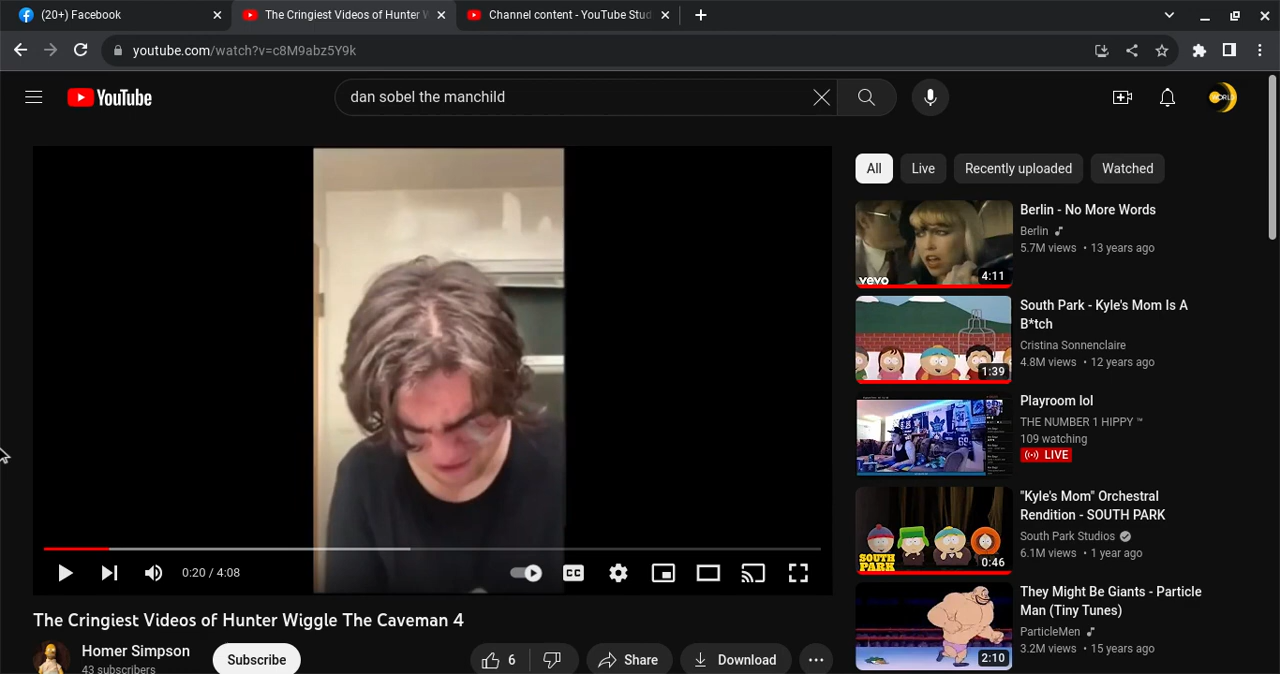 (20+) Facebook
The Cringiest Videos of Hunter W
Channel content - YouTube Stud
youtube.com/watch?v=c8M9abz5Y9k
YouTube
dan sobel the manchild
WORLD
All
Live
Recently uploaded
Watched
Berlin - No More Words
Berlin
5.7M views • 13 years ago
vevo
4:11
South Park - Kyle's Mom Is A
B*tch
Cristina Sonnenclaire
4.8M views • 12 years ago
1:39
Playroom lol
THE NUMBER 1 HIPPY ™
109 watching
LIVE
"Kyle's Mom" Orchestral
Rendition - SOUTH PARK
South Park Studios
6.1M views • 1 year ago
SOUTH
PARK
0:46
They Might Be Giants - Particle
Man (Tiny Tunes)
ParticleMen
3.2M views • 15 years ago
2:10
0:20 / 4:08
CC
The Cringiest Videos of Hunter Wiggle The Caveman 4
Homer Simpson
43 subscribers
Subscribe
6
Share
Download